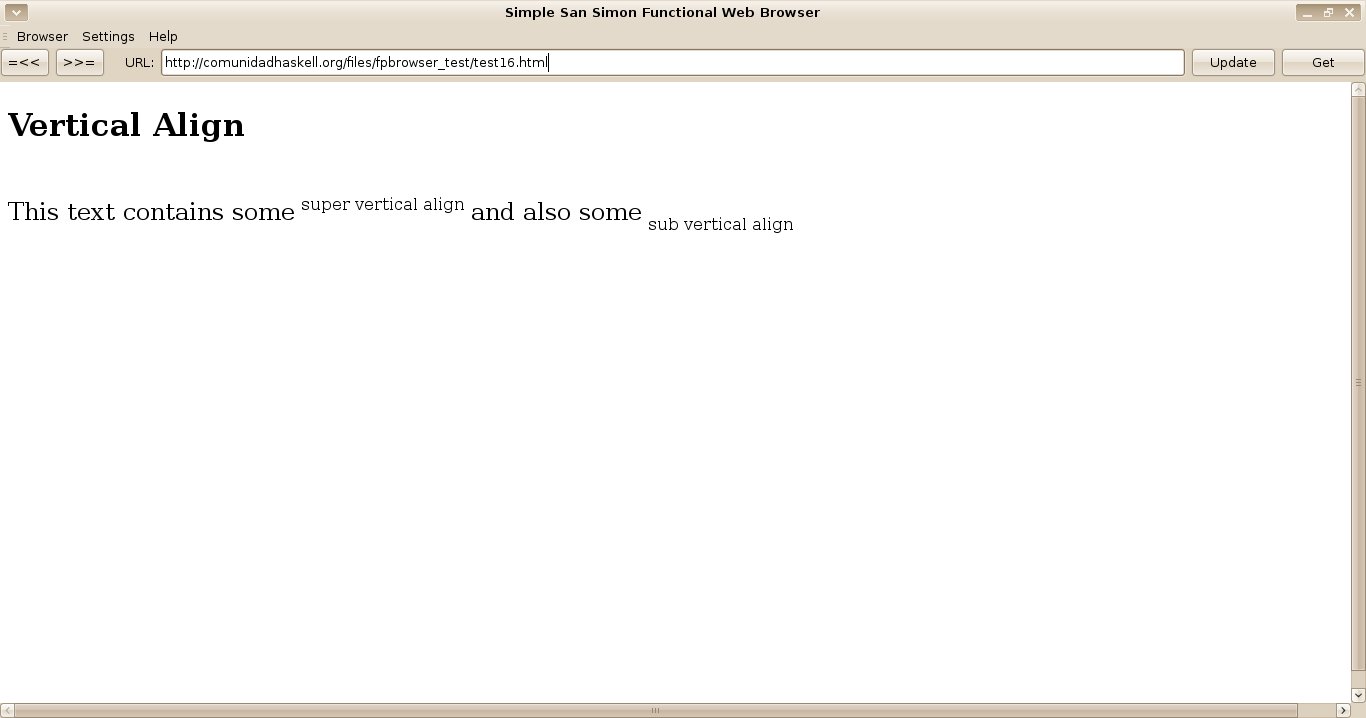 Simple San Simon Functional Web Browser
Browser Settings Help
=<< >>= URL: http://comunidadhaskell.org/files/fpbrowser_test/test16.html Update Get
Vertical Align
This text contains some super vertical align and also some sub vertical align